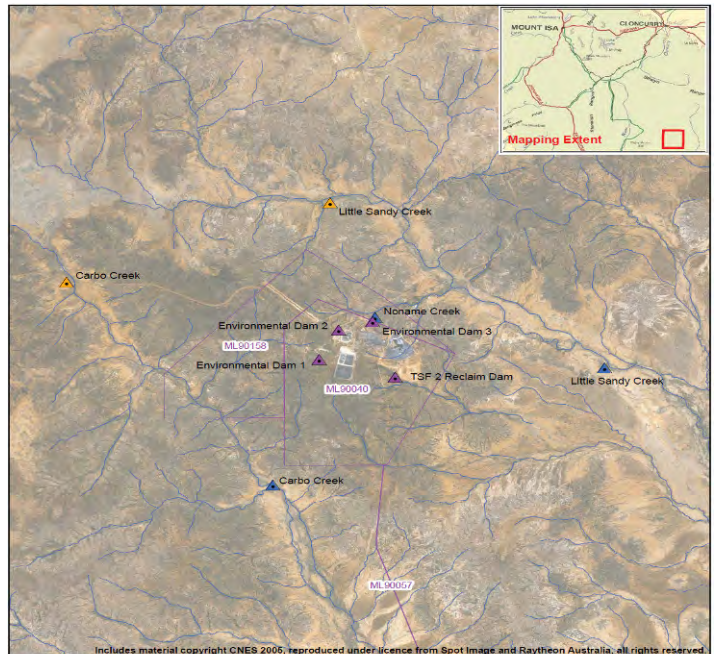 MOUNT ISA
CLONCURRY
Mapping Extent
Little Sandy Creek
Carbo Creek
Noname Creek
Environmental Dam 2
Environmental Dam 3
ML90158
Environmental Dam 1
TSF 2 Reclaim Dam
Little Sandy Creek
ML90040
Carbo Creek
ML90057
Includes material copyright CNES 2005, reproduced under licence from Spot Image and Raytheon Australia, all rights reserved.